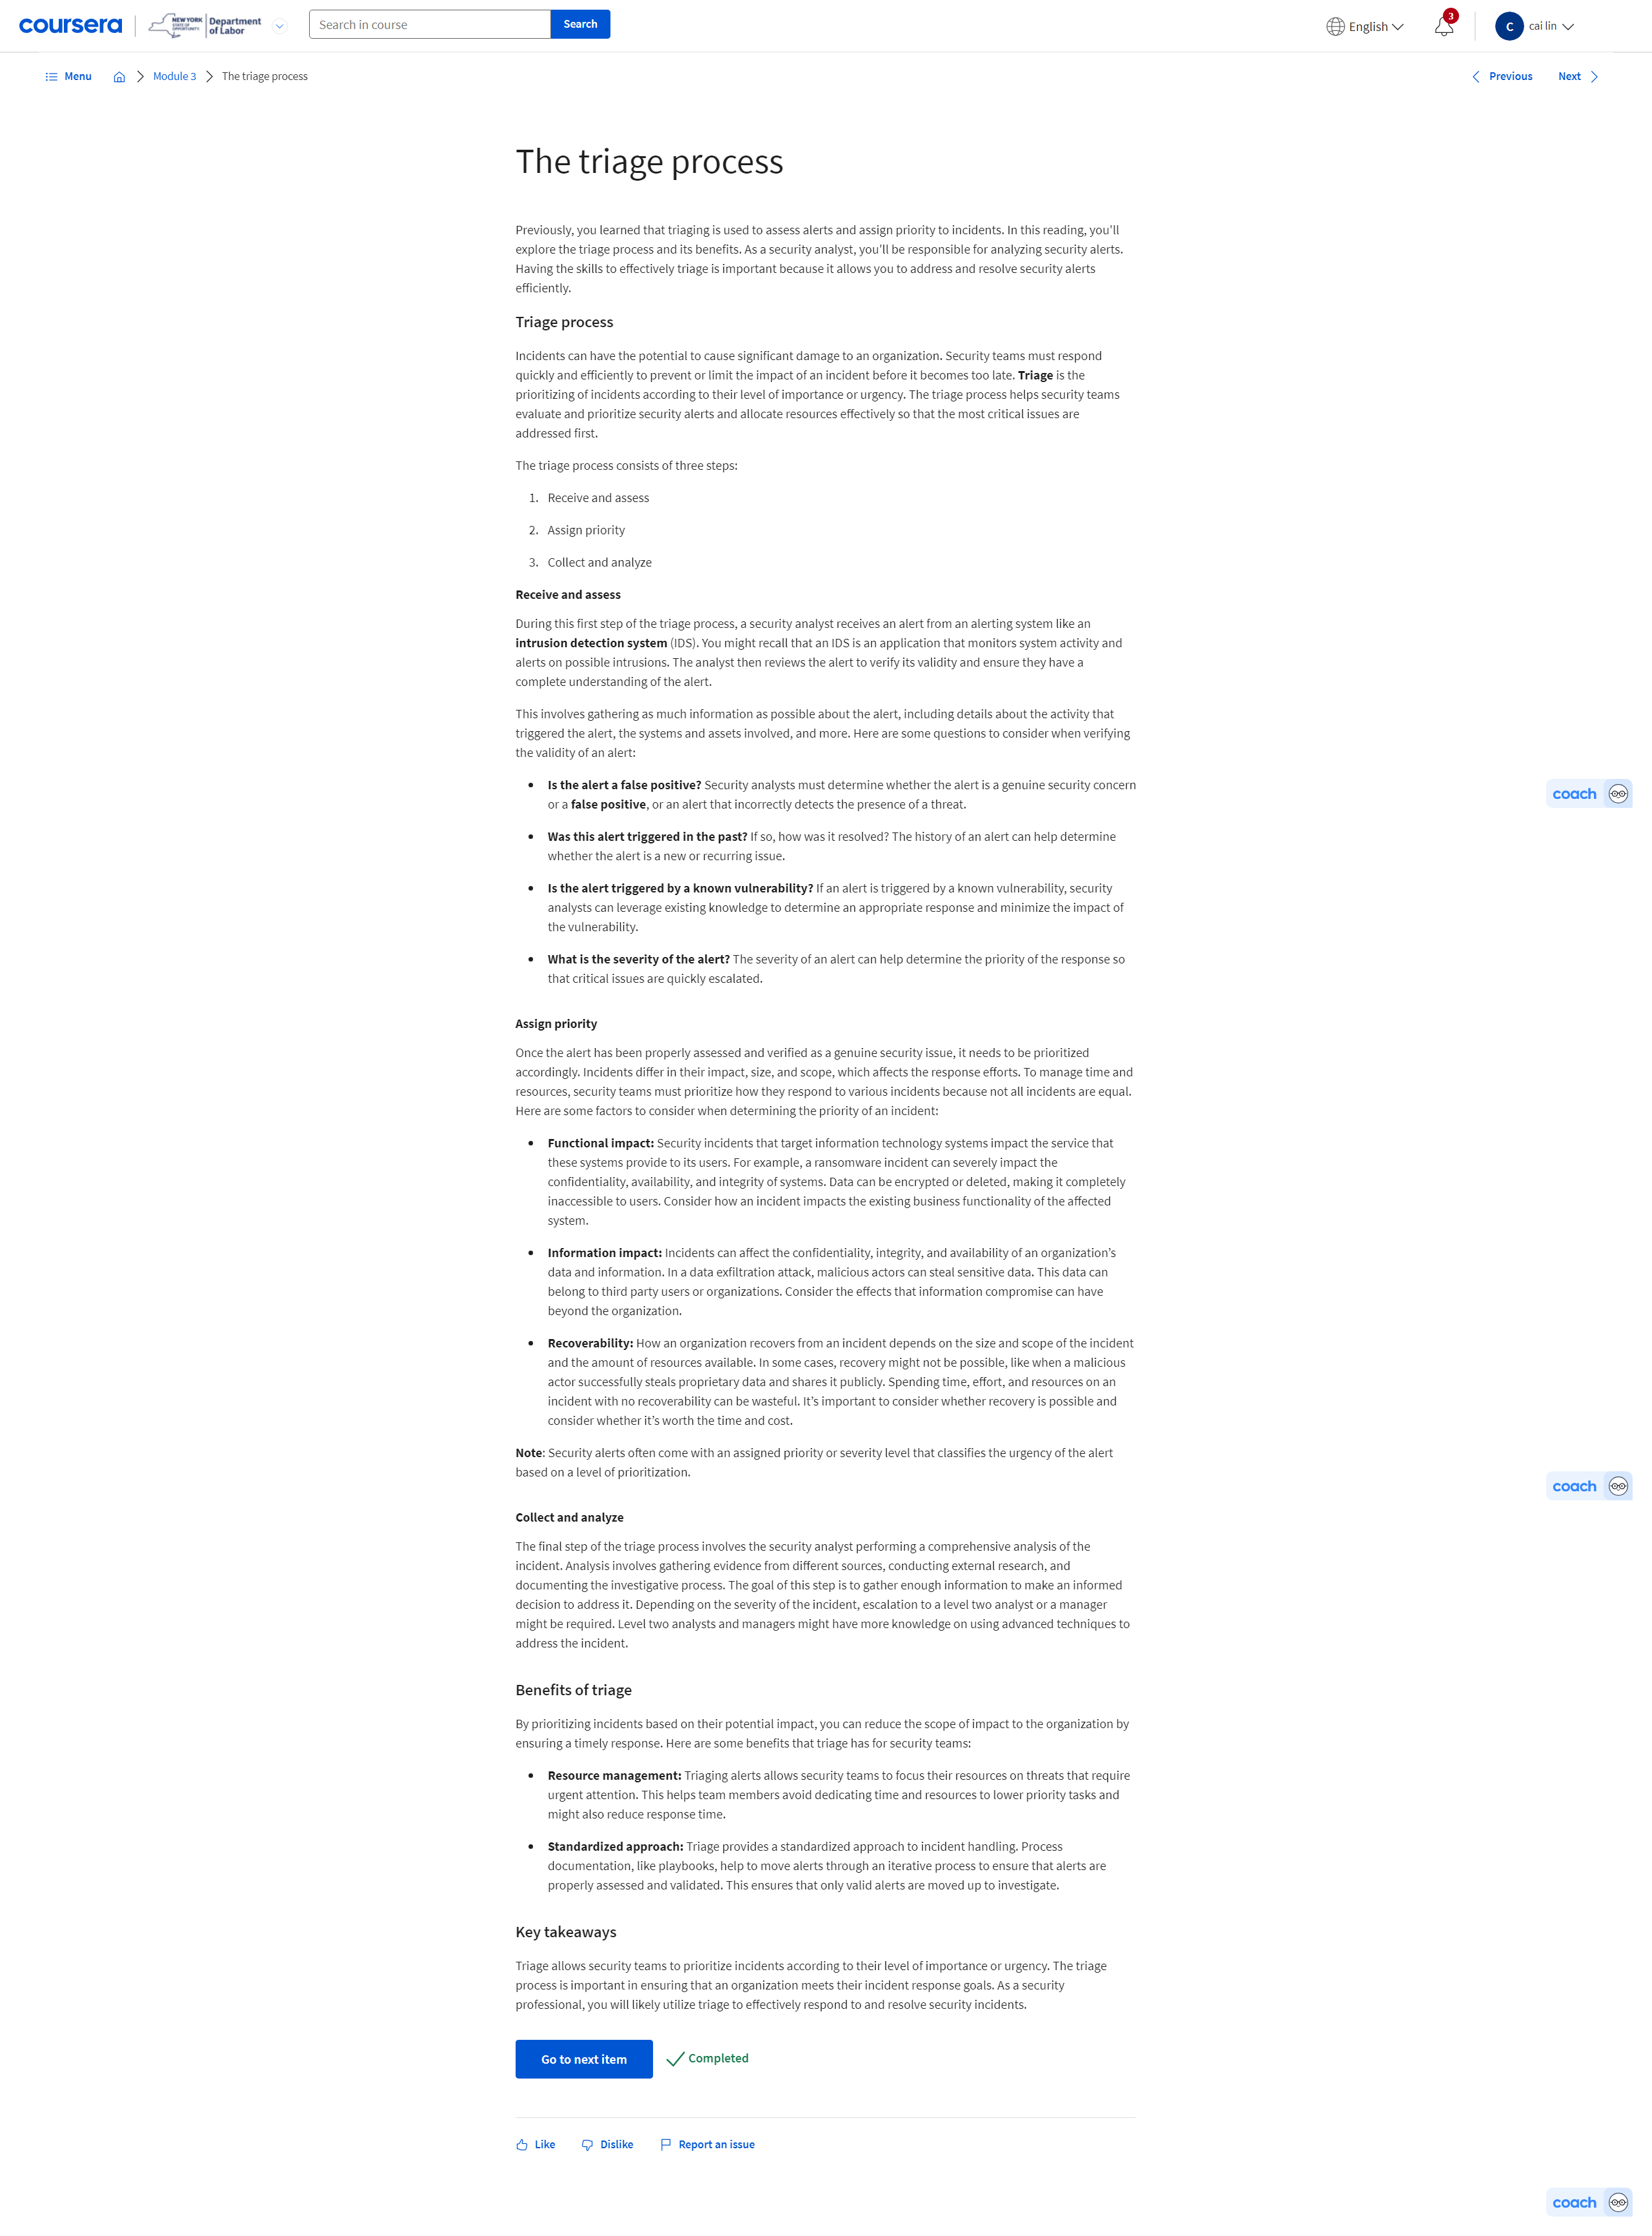 coursera
NEW YORK
STATE OF
OPPORTUNITY.
Department
of Labor
Search in course
Search
English
3
C
cai lin
Menu
Module 3
The triage process
Previous
Next
The triage process
Previously, you learned that triaging is used to assess alerts and assign priority to incidents. In this reading, you'll
explore the triage process and its benefits. As a security analyst, you'll be responsible for analyzing security alerts.
Having the skills to effectively triage is important because it allows you to address and resolve security alerts
efficiently.
Triage process
Incidents can have the potential to cause significant damage to an organization. Security teams must respond
quickly and efficiently to prevent or limit the impact of an incident before it becomes too late. Triage is the
prioritizing of incidents according to their level of importance or urgency. The triage process helps security teams
evaluate and prioritize security alerts and allocate resources effectively so that the most critical issues are
addressed first.
The triage process consists of three steps:
1. Receive and assess
2. Assign priority
3. Collect and analyze
Receive and assess
During this first step of the triage process, a security analyst receives an alert from an alerting system like an
intrusion detection system (IDS). You might recall that an IDS is an application that monitors system activity and
alerts on possible intrusions. The analyst then reviews the alert to verify its validity and ensure they have a
complete understanding of the alert.
This involves gathering as much information as possible about the alert, including details about the activity that
triggered the alert, the systems and assets involved, and more. Here are some questions to consider when verifying
the validity of an alert:
• Is the alert a false positive? Security analysts must determine whether the alert is a genuine security concern
or a false positive, or an alert that incorrectly detects the presence of a threat.
coach
• Was this alert triggered in the past? If so, how was it resolved? The history of an alert can help determine
whether the alert is a new or recurring issue.
• Is the alert triggered by a known vulnerability? If an alert is triggered by a known vulnerability, security
analysts can leverage existing knowledge to determine an appropriate response and minimize the impact of
the vulnerability.
• What is the severity of the alert? The severity of an alert can help determine the priority of the response so
that critical issues are quickly escalated.
Assign priority
Once the alert has been properly assessed and verified as a genuine security issue, it needs to be prioritized
accordingly. Incidents differ in their impact, size, and scope, which affects the response efforts. To manage time and
resources, security teams must prioritize how they respond to various incidents because not all incidents are equal.
Here are some factors to consider when determining the priority of an incident:
• Functional impact: Security incidents that target information technology systems impact the service that
these systems provide to its users. For example, a ransomware incident can severely impact the
confidentiality, availability, and integrity of systems. Data can be encrypted or deleted, making it completely
inaccessible to users. Consider how an incident impacts the existing business functionality of the affected
system.
• Information impact: Incidents can affect the confidentiality, integrity, and availability of an organization's
data and information. In a data exfiltration attack, malicious actors can steal sensitive data. This data can
belong to third party users or organizations. Consider the effects that information compromise can have
beyond the organization.
• Recoverability: How an organization recovers from an incident depends on the size and scope of the incident
and the amount of resources available. In some cases, recovery might not be possible, like when a malicious
actor successfully steals proprietary data and shares it publicly. Spending time, effort, and resources on an
incident with no recoverability can be wasteful. It's important to consider whether recovery is possible and
consider whether it's worth the time and cost.
Note: Security alerts often come with an assigned priority or severity level that classifies the urgency of the alert
based on a level of prioritization.
coach
Collect and analyze
The final step of the triage process involves the security analyst performing a comprehensive analysis of the
incident. Analysis involves gathering evidence from different sources, conducting external research, and
documenting the investigative process. The goal of this step is to gather enough information to make an informed
decision to address it. Depending on the severity of the incident, escalation to a level two analyst or a manager
might be required. Level two analysts and managers might have more knowledge on using advanced techniques to
address the incident.
Benefits of triage
By prioritizing incidents based on their potential impact, you can reduce the scope of impact to the organization by
ensuring a timely response. Here are some benefits that triage has for security teams:
• Resource management: Triaging alerts allows security teams to focus their resources on threats that require
urgent attention. This helps team members avoid dedicating time and resources to lower priority tasks and
might also reduce response time.
• Standardized approach: Triage provides a standardized approach to incident handling. Process
documentation, like playbooks, help to move alerts through an iterative process to ensure that alerts are
properly assessed and validated. This ensures that only valid alerts are moved up to investigate.
Key takeaways
Triage allows security teams to prioritize incidents according to their level of importance or urgency. The triage
process is important in ensuring that an organization meets their incident response goals. As a security
professional, you will likely utilize triage to effectively respond to and resolve security incidents.
Go to next item
Completed
Like
Dislike
Report an issue
coach